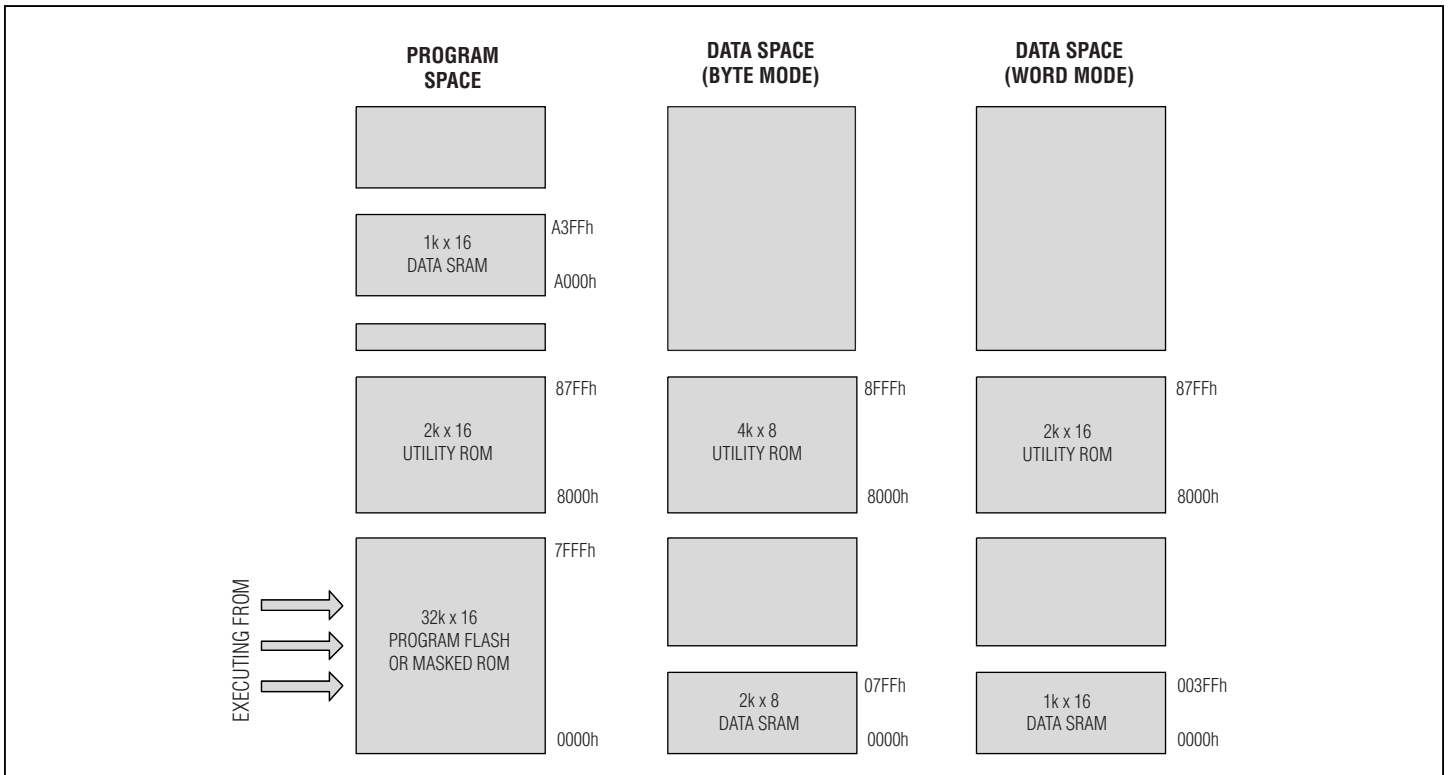 PROGRAM
SPACE
DATA SPACE
(BYTE MODE)
DATA SPACE
(WORD MODE)
A3FFh
1k x 16
DATA SRAM
A000h
87FFh
2k x 16
UTILITY ROM
8000h
8FFFh
4k x 8
UTILITY ROM
8000h
87FFh
2k x 16
UTILITY ROM
8000h
EXECUTING FROM
7FFFh
32k x 16
PROGRAM FLASH
OR MASKED ROM
0000h
07FFh
2k x 8
DATA SRAM
0000h
003FFh
1k x 16
DATA SRAM
0000h